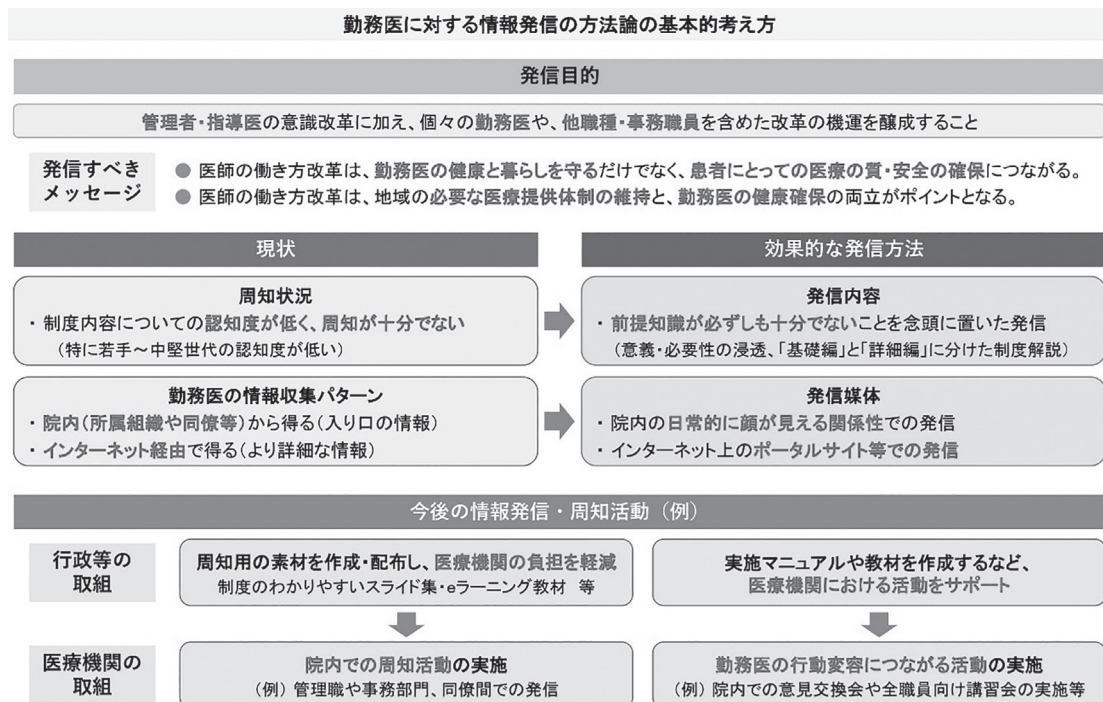 勤務医に対する情報発信の方法論の基本的考え方
発信目的
管理者・指導医の意識改革に加え、個々の勤務医や、他職種・事務職員を含めた改革の機運を醸成すること
発信すべき
メッセージ
● 医師の働き方改革は、勤務医の健康と暮らしを守るだけでなく、患者にとっての医療の質・安全の確保につながる。
● 医師の働き方改革は、地域の必要な医療提供体制の維持と、勤務医の健康確保の両立がポイントとなる。
現状
周知状況
・ 制度内容についての認知度が低く、周知が十分でない
(特に若手～中堅世代の認知度が低い)
勤務医の情報収集パターン
・ 院内(所属組織や同僚等)から得る(入り口の情報)
・ インターネット経由で得る(より詳細な情報)
効果的な発信方法
発信内容
・ 前提知識が必ずしも十分でないことを念頭に置いた発信
(意義・必要性の浸透、「基礎編」と「詳細編」に分けた制度解説)
発信媒体
・ 院内の日常的に顔が見える関係性での発信
・ インターネット上のポータルサイト等での発信
今後の情報発信・周知活動（例）
行政等の
取組
周知用の素材を作成・配布し、医療機関の負担を軽減
制度のわかりやすいスライド集・eラーニング教材 等
実施マニュアルや教材を作成するなど、
医療機関における活動をサポート
医療機関の
取組
院内での周知活動の実施
(例) 管理職や事務部門、同僚間での発信
勤務医の行動変容につながる活動の実施
(例) 院内での意見交換会や全職員向け講習会の実施等